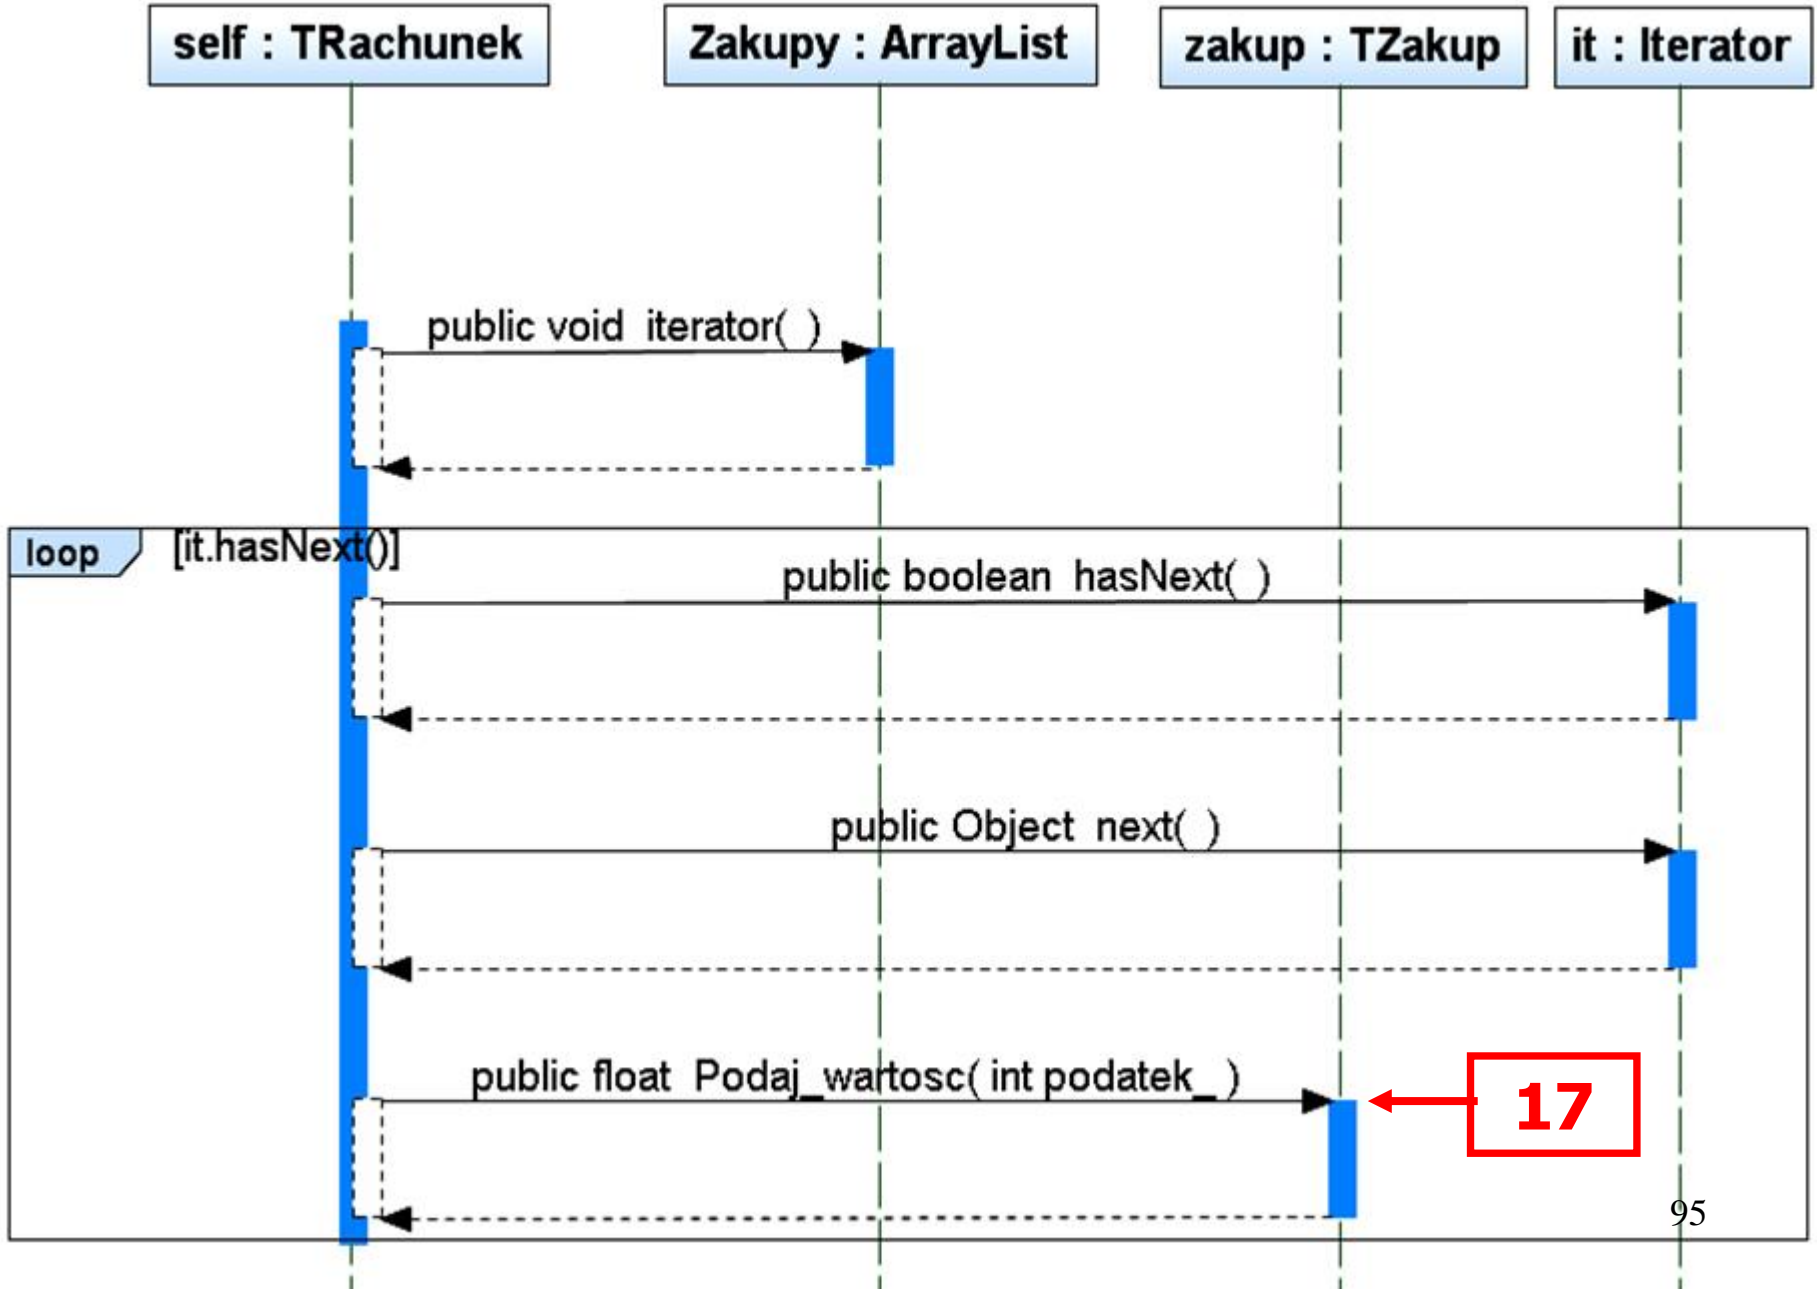 self : TRachunek
Zakupy : ArrayList
zakup : TZakup
it : Iterator
public void iterator( )
loop
[it.hasNext()]
public boolean hasNext( )
public Object next( )
public float Podaj_wartosc( int podatek_ )
17
95